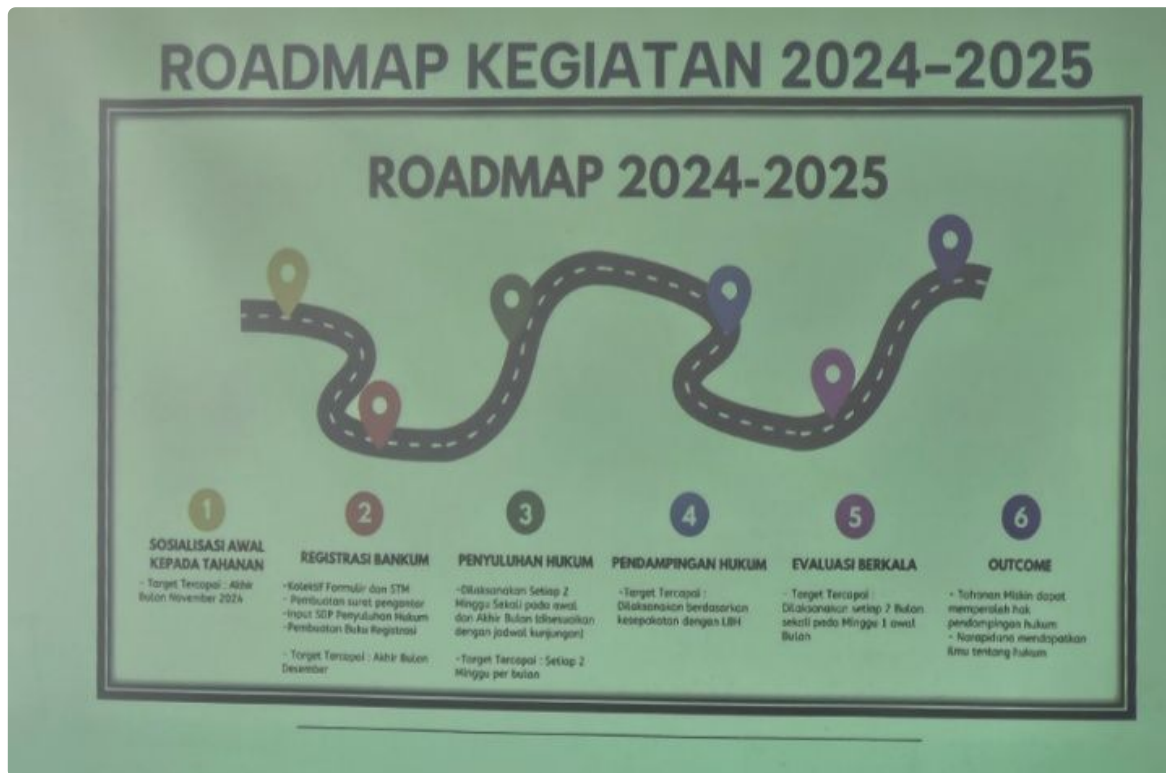 ROADMAP KEGIATAN 2024-2025
ROADMAP 2024-2025
1
SOSIALISASI AWAL
KEPADA TAHANAN
- Target Tercapai : Akhir
Bulan November 2024
2
REGISTRASI BANKUM
-Kolektif Formulir dan STM
- Pembuatan surat pengantar
-Input SDP Penyuluhan Hukum
-Pembuatan Buku Registrasi
- Target Tercapai : Akhir Bulan
Desember
3
PENYULUHAN HUKUM
-Dilaksanakan Setiap 2
Minggu Sekali pada awal
dan Akhir Bulan (disesuaikan
dengan jadwal kunjungan)
-Target Tercapai : Setiap 2
Minggu per bulan
4
PENDAMPINGAN HUKUM
-Target Tercapai :
Dilaksanakan berdasarkan
kesepakatan dengan LBH
5
EVALUASI BERKALA
- Target Tercapai :
Dilaksanakan setiap 2 Bulan
sekali pada Minggu 1 awal
Bulan
6
OUTCOME
- Tahanan Miskin dapat
memperoleh hak
pendampingan hukum
- Narapidana mendapatkan
ilmu tentang hukum